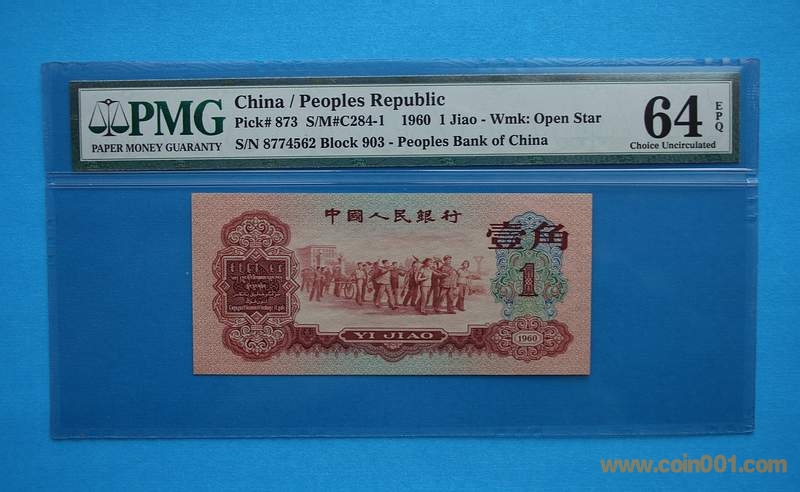 PMG
PAPER MONEY GUARANTY
China / Peoples Republic
Pick# 873 S/M#C284-1 1960 1 Jiao - Wmk: Open Star
S/N 8774562 Block 903 - Peoples Bank of China
64
EPQ
Choice Uncirculated
中國人民銀行
壹角
1
YI JIAO
1960
www.coin001.com